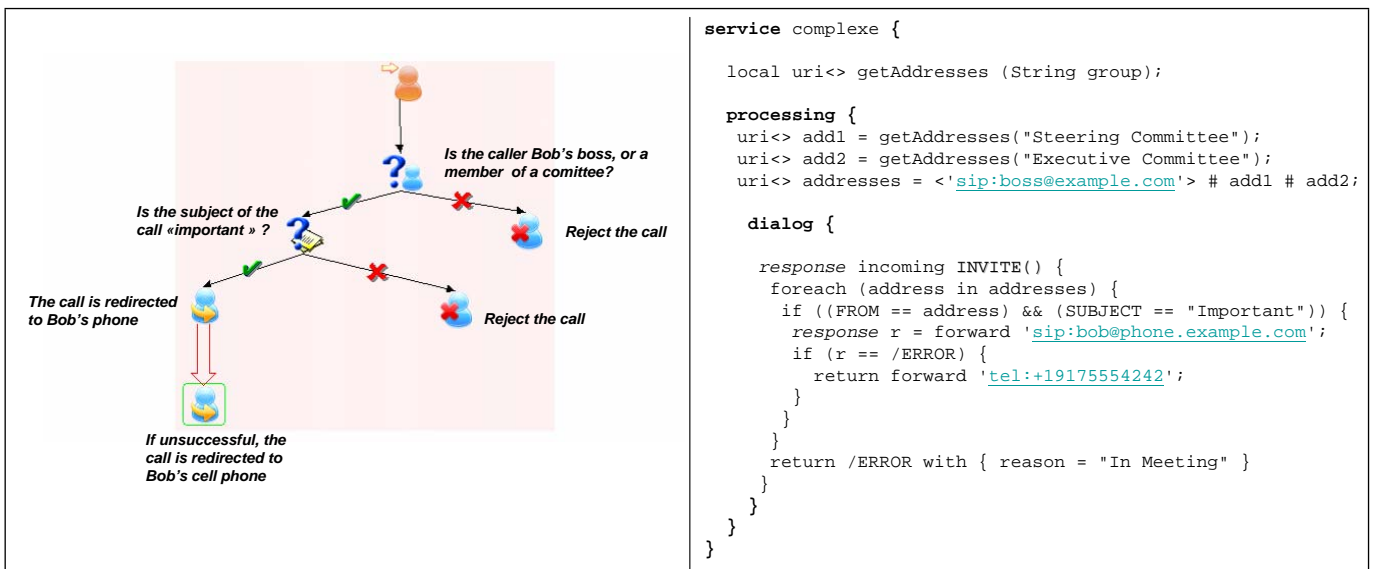 Is the caller Bob's boss, or a
member of a comittee?
Is the subject of the
call «important » ?
Reject the call
The call is redirected
to Bob's phone
Reject the call
If unsuccessful, the
call is redirected to
Bob's cell phone
service complexe {
local uri<> getAddresses (String group);
processing {
uri<> add1 = getAddresses("Steering Committee");
uri<> add2 = getAddresses("Executive Committee");
uri<> addresses = <'sip:boss@example.com'> # add1 # add2;
dialog {
response incoming INVITE() {
foreach (address in addresses) {
if ((FROM == address) && (SUBJECT == "Important")) {
response r = forward 'sip:bob@phone.example.com';
if (r == /ERROR) {
return forward 'tel:+19175554242';
}
}
}
return /ERROR with { reason = "In Meeting" }
}
}
}
}